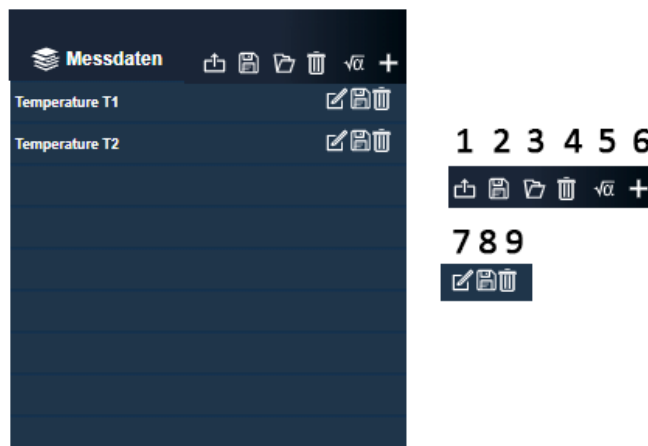 Messdaten √α +
Temperature T1
Temperature T2
1 2 3 4 5 6
√α +
7 8 9